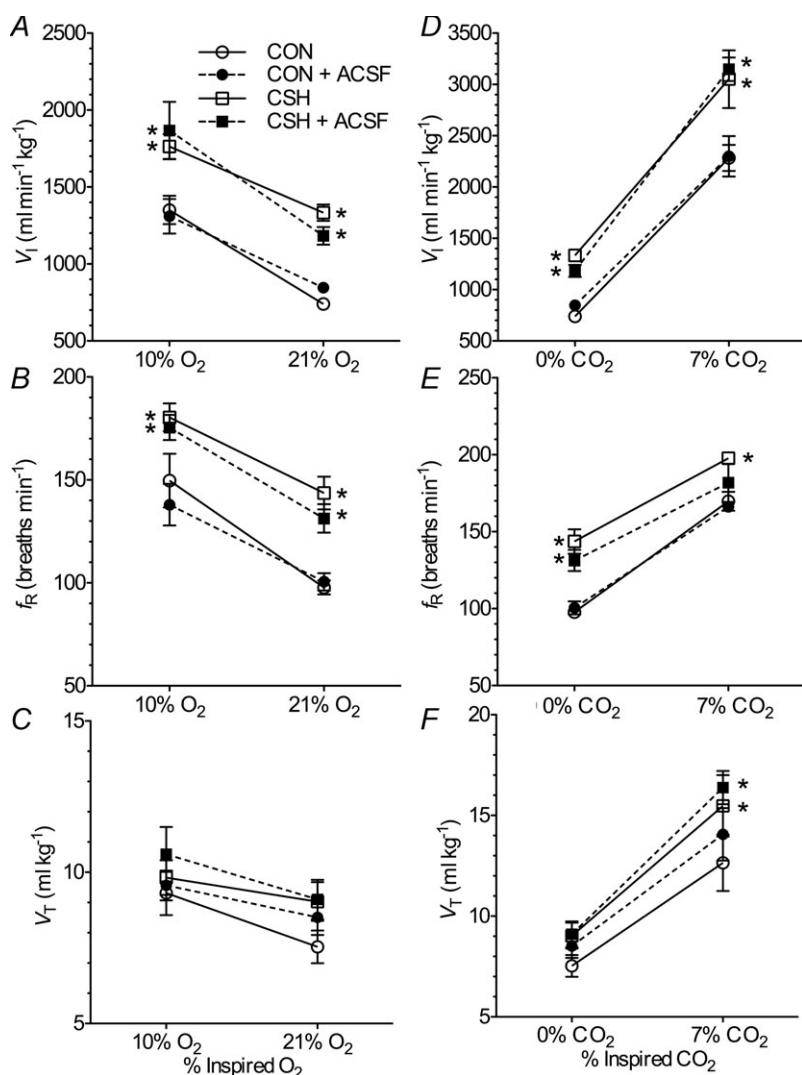 A
2500
2000
1500
1000
500
V_I (ml min⁻¹ kg⁻¹)
CON
CON + ACSF
CSH
CSH + ACSF
*
*
*
*
10% O₂
21% O₂
D
3500
3000
2500
2000
1500
1000
500
V_I (ml min⁻¹ kg⁻¹)
*
*
*
*
0% CO₂
7% CO₂
B
200
150
100
50
f_R (breaths min⁻¹)
*
*
*
*
10% O₂
21% O₂
E
250
200
150
100
50
f_R (breaths min⁻¹)
*
*
*
0% CO₂
7% CO₂
C
15
10
5
V_T (ml kg⁻¹)
10% O₂
21% O₂
% Inspired O₂
F
20
15
10
5
V_T (ml kg⁻¹)
*
*
0% CO₂
7% CO₂
% Inspired CO₂